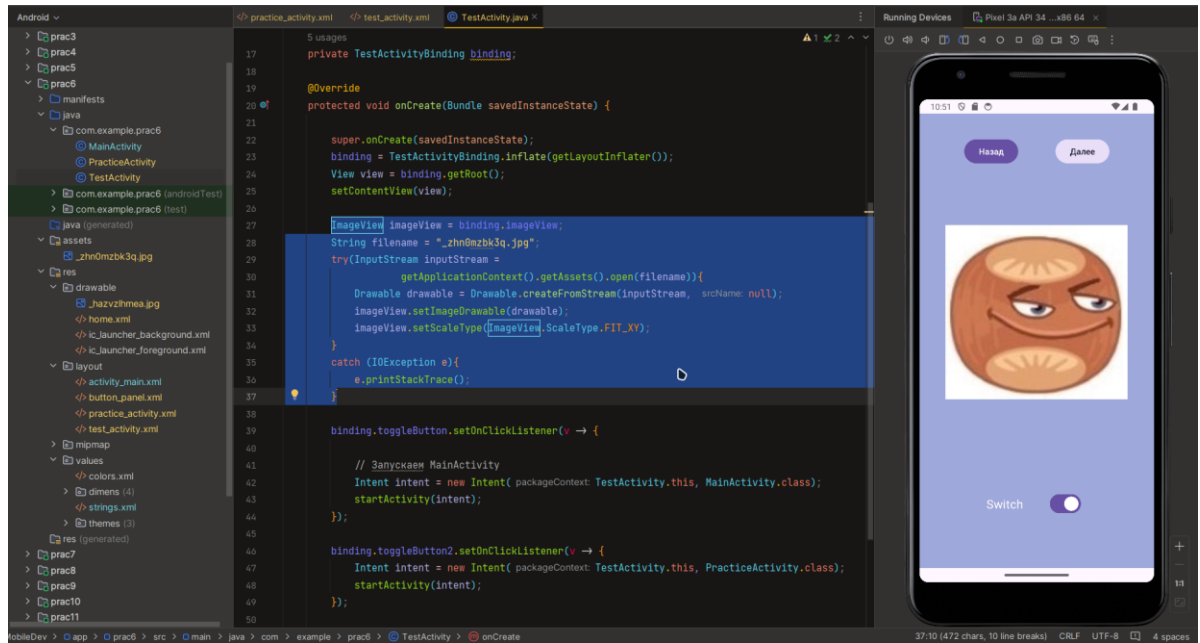 Android
practice_activity.xml
test_activity.xml
TestActivity.java
Running Devices
Pixel 3a API 34 ...x86 64
prac3
prac4
prac5
prac6
manifests
java
com.example.prac6
MainActivity
PracticeActivity
TestActivity
com.example.prac6 (androidTest)
com.example.prac6 (test)
java (generated)
assets
_zhn0mzbk3q.jpg
res
drawable
_hazvzlhmea.jpg
home.xml
ic_launcher_background.xml
ic_launcher_foreground.xml
layout
activity_main.xml
button_panel.xml
practice_activity.xml
test_activity.xml
mipmap
values
colors.xml
dimens (4)
strings.xml
themes (3)
res (generated)
prac7
prac8
prac9
prac10
prac11
5 usages
1 2
17 private TestActivityBinding binding;
18
19 @Override
20 protected void onCreate(Bundle savedInstanceState) {
21
22 super.onCreate(savedInstanceState);
23 binding = TestActivityBinding.inflate(getLayoutInflater());
24 View view = binding.getRoot();
25 setContentView(view);
26
27 ImageView imageView = binding.imageView;
28 String filename = "_zhn0mzbk3q.jpg";
29 try(InputStream inputStream =
30 getApplicationContext().getAssets().open(filename)){
31 Drawable drawable = Drawable.createFromStream(inputStream, srcName: null);
32 imageView.setImageDrawable(drawable);
33 imageView.setScaleType(ImageView.ScaleType.FIT_XY);
34 }
35 catch (IOException e){
36 e.printStackTrace();
37 }
38
39 binding.toggleButton.setOnClickListener(v → {
40
41 // Запускаем MainActivity
42 Intent intent = new Intent( packageContext: TestActivity.this, MainActivity.class);
43 startActivity(intent);
44 });
45
46 binding.toggleButton2.setOnClickListener(v → {
47 Intent intent = new Intent( packageContext: TestActivity.this, PracticeActivity.class);
48 startActivity(intent);
49 });
50
10:51
Назад
Далее
Switch
1:1
MobileDev > app > prac6 > src > main > java > com > example > prac6 > TestActivity > onCreate
37:10 (472 chars, 10 line breaks) CRLF UTF-8 4 spaces